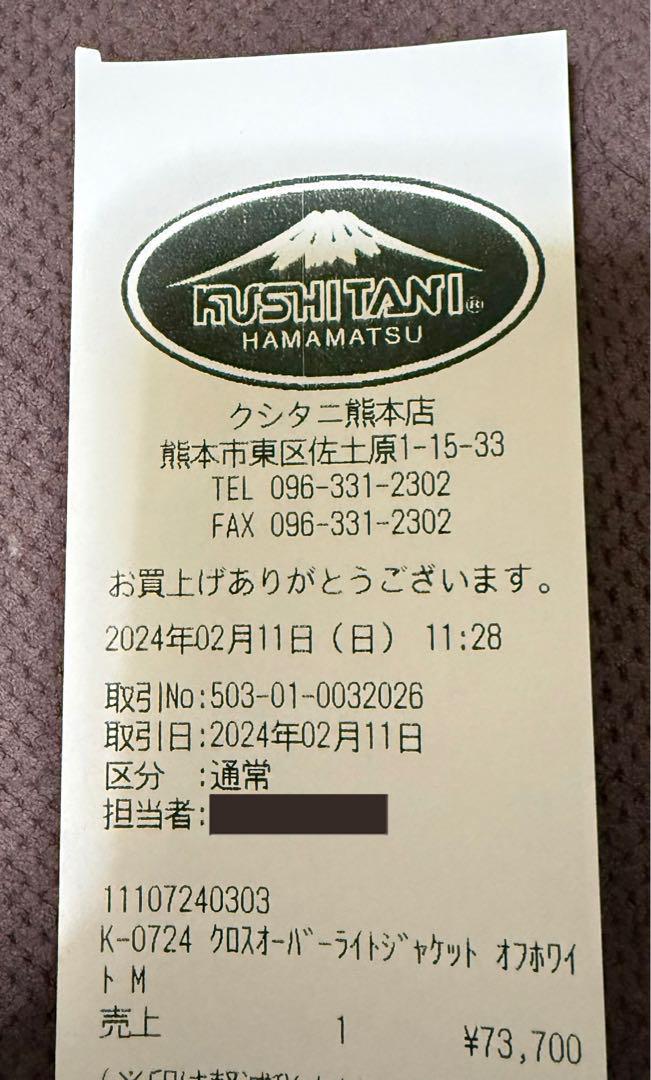 KUSHITANI®
HAMAMATSU
クシタニ熊本店
熊本市東区佐土原1-15-33
TEL 096-331-2302
FAX 096-331-2302
お買上げありがとうございます。
2024年02月11日（日） 11:28
取引No:503-01-0032026
取引日:2024年02月11日
区分　:通常
担当者:
11107240303
K-0724 ｸﾛｽｵｰﾊﾞｰﾗｲﾄｼﾞｬｹｯﾄ ｵﾌﾎﾜｲ
ﾄ M
売上 1 ¥73,700